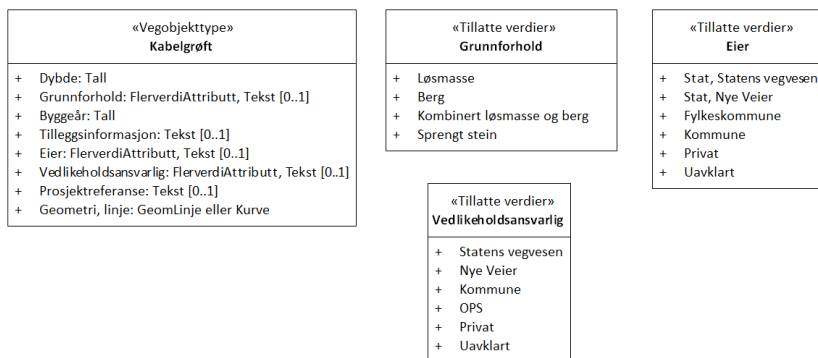 «Vegobjekttype»
Kabelgrøft
+ Dybde: Tall
+ Grunnforhold: FlerverdiAttributt, Tekst [0..1]
+ Byggeår: Tall
+ Tilleggsinformasjon: Tekst [0..1]
+ Eier: FlerverdiAttributt, Tekst [0..1]
+ Vedlikeholdsansvarlig: FlerverdiAttributt, Tekst [0..1]
+ Prosjektreferanse: Tekst [0..1]
+ Geometri, linje: GeomLinje eller Kurve
«Tillatte verdier»
Grunnforhold
+ Løsmasse
+ Berg
+ Kombinert løsmasse og berg
+ Sprengt stein
«Tillatte verdier»
Eier
+ Stat, Statens vegvesen
+ Stat, Nye Veier
+ Fylkeskommune
+ Kommune
+ Privat
+ Uavklart
«Tillatte verdier»
Vedlikeholdsansvarlig
+ Statens vegvesen
+ Nye Veier
+ Kommune
+ OPS
+ Privat
+ Uavklart